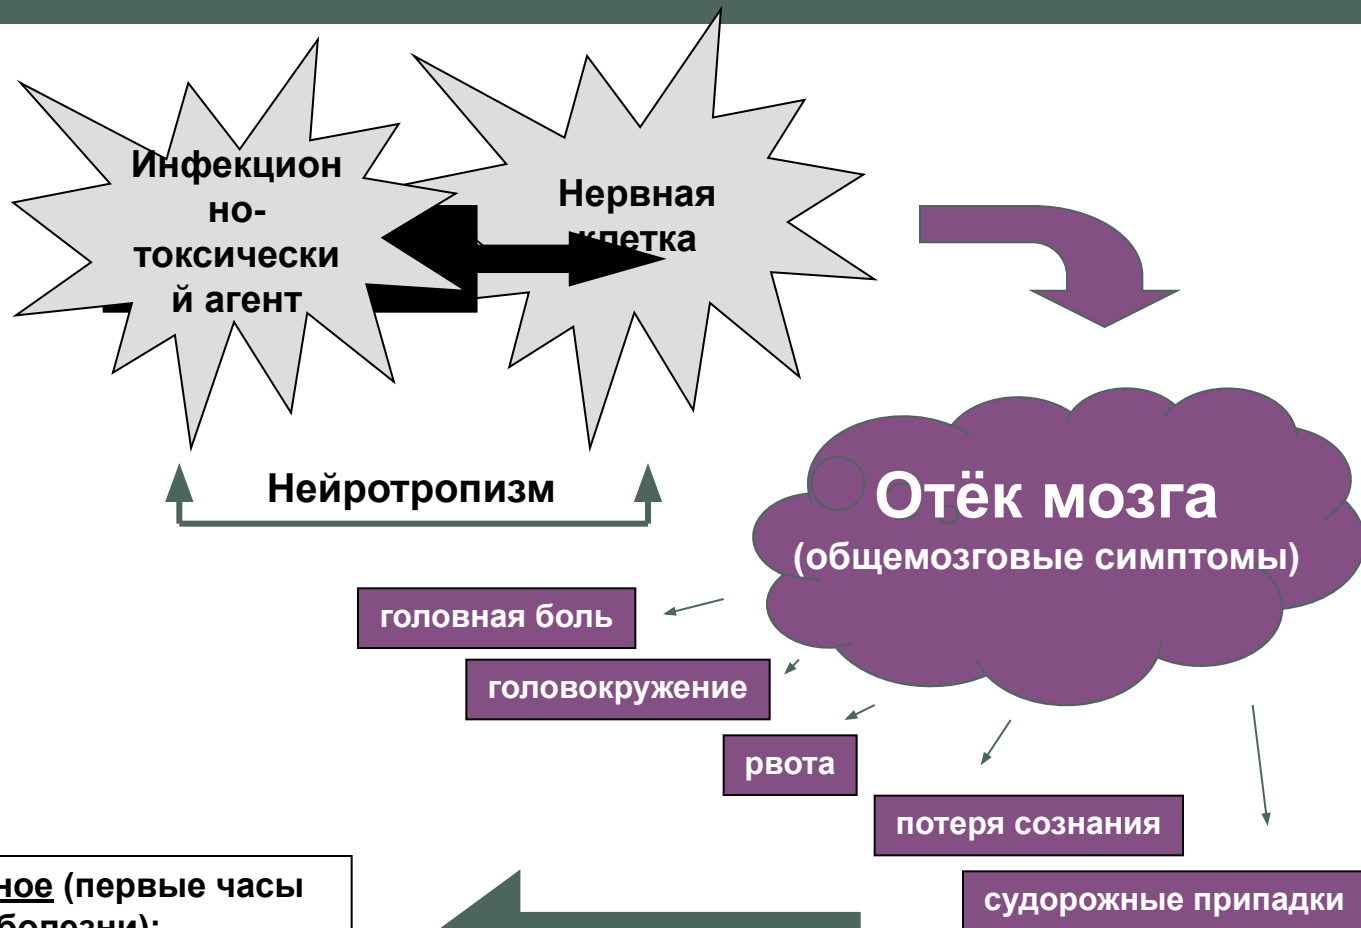 Инфекцион
но-
токсически
й агент
Нервная
клетка
Нейротропизм
Отёк мозга
(общемозговые симптомы)
головная боль
головокружение
рвота
потеря сознания
судорожные припадки
ное (первые часы
болезни):